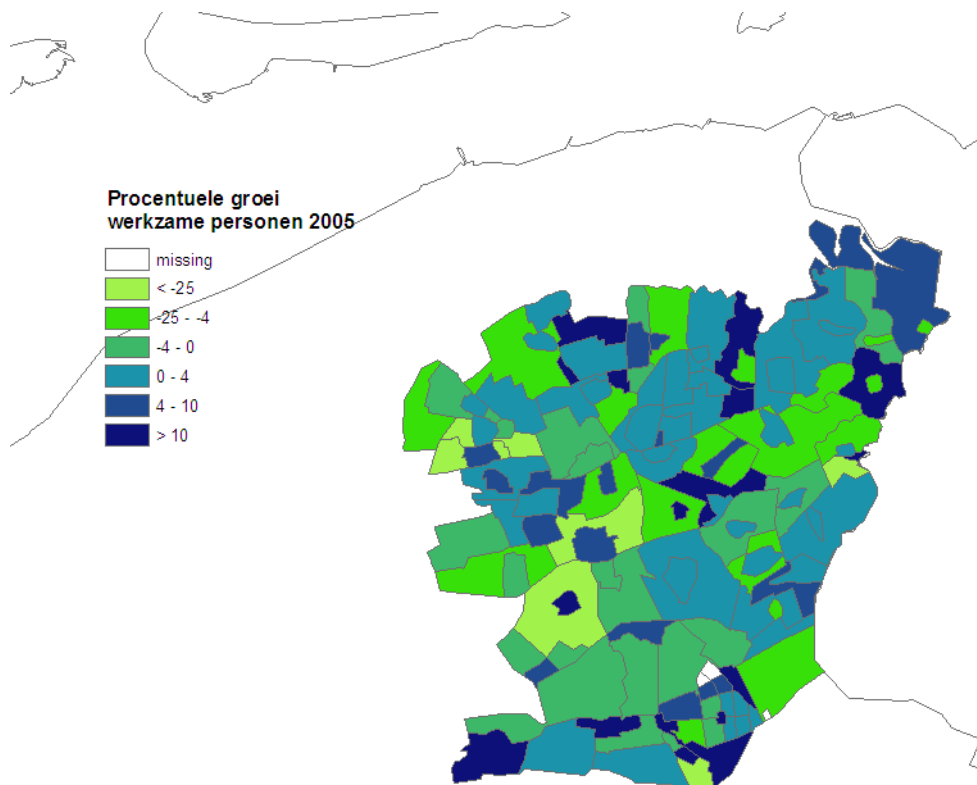 Procentuele groei
werkzame personen 2005
missing
< -25
-25 - -4
-4 - 0
0 - 4
4 - 10
> 10